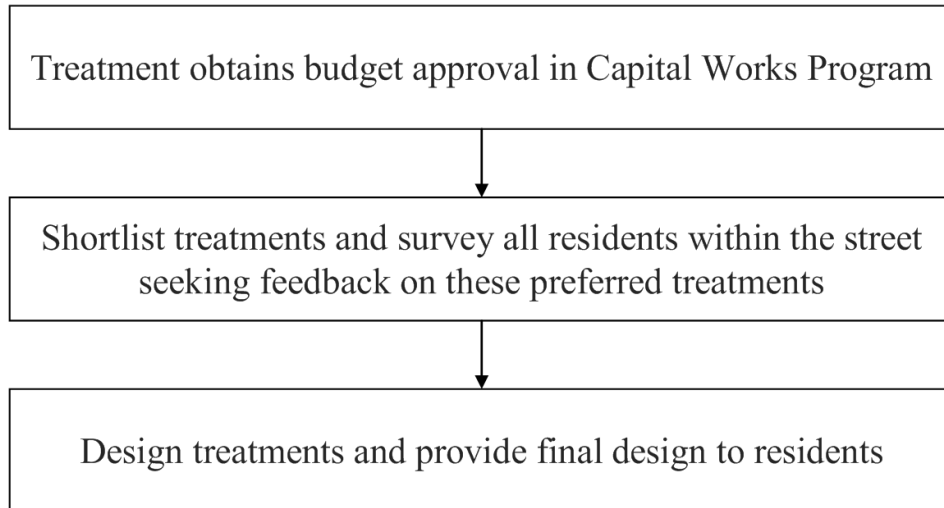 Treatment obtains budget approval in Capital Works Program
Shortlist treatments and survey all residents within the street
seeking feedback on these preferred treatments
Design treatments and provide final design to residents